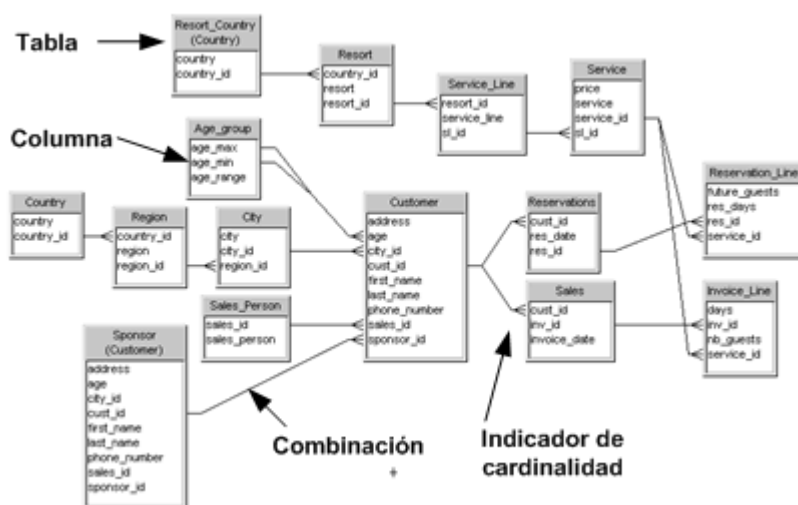 Tabla
Resort_Country
(Country)
country
country_id
Resort
country_id
resort
resort_id
Service_Line
resort_id
service_line
sl_id
Service
price
service
service_id
sl_id
Columna
Age_group
age_max
age_min
age_range
Country
country
country_id
Region
country_id
region
region_id
City
city
city_id
region_id
Customer
address
age
city_id
cust_id
first_name
last_name
phone_number
sales_id
sponsor_id
Reservations
cust_id
res_date
res_id
Reservation_Line
future_guests
res_days
res_id
service_id
Sales_Person
sales_id
sales_person
Sales
cust_id
inv_id
invoice_date
Invoice_Line
days
inv_id
nb_guests
service_id
Sponsor
(Customer)
address
age
city_id
cust_id
first_name
last_name
phone_number
sales_id
sponsor_id
Combinación
Indicador de
cardinalidad